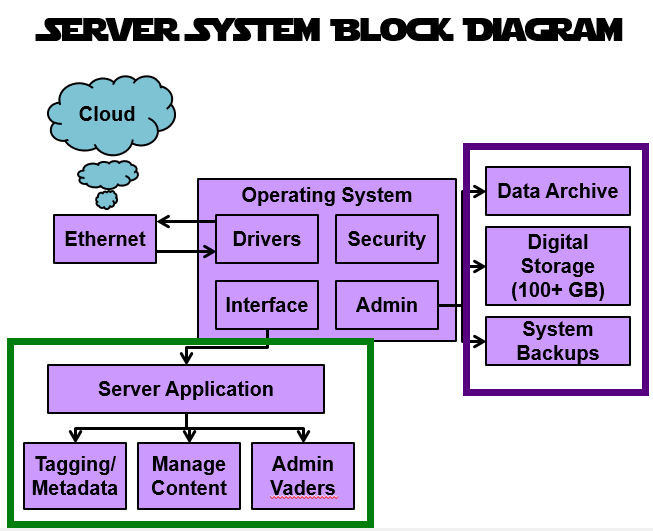 Server System Block Diagram
Cloud
Operating System
Data Archive
Ethernet
Drivers
Security
Digital
Storage
(100+ GB)
Interface
Admin
System
Backups
Server Application
Tagging/
Metadata
Manage
Content
Admin
Vaders